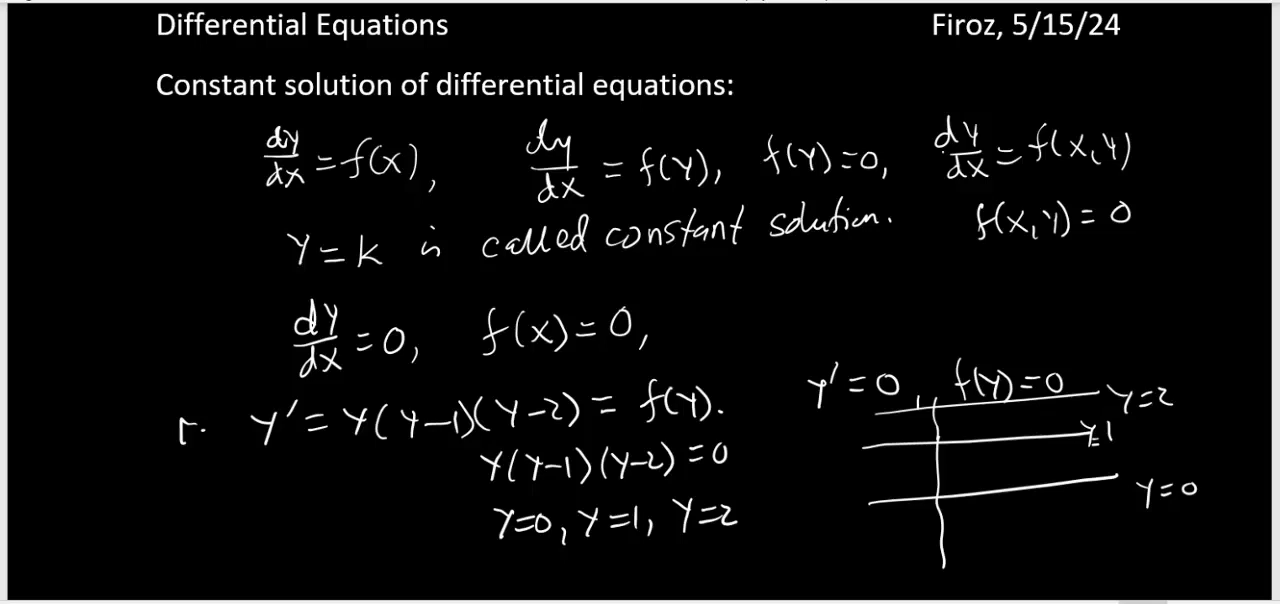 Differential Equations Firoz, 5/15/24
Constant solution of differential equations:
dy/dx = f(x), dy/dx = f(y), f(y)=0, dy/dx = f(x,y)
y = k is called constant solution. f(x,y) = 0
dy/dx = 0, f(x) = 0,
y' = 0, f(y) = 0
1. y' = y(y-1)(y-2) = f(y). y=2
y(y-1)(y-2) = 0 y=1
y=0, y=1, y=2 y=0